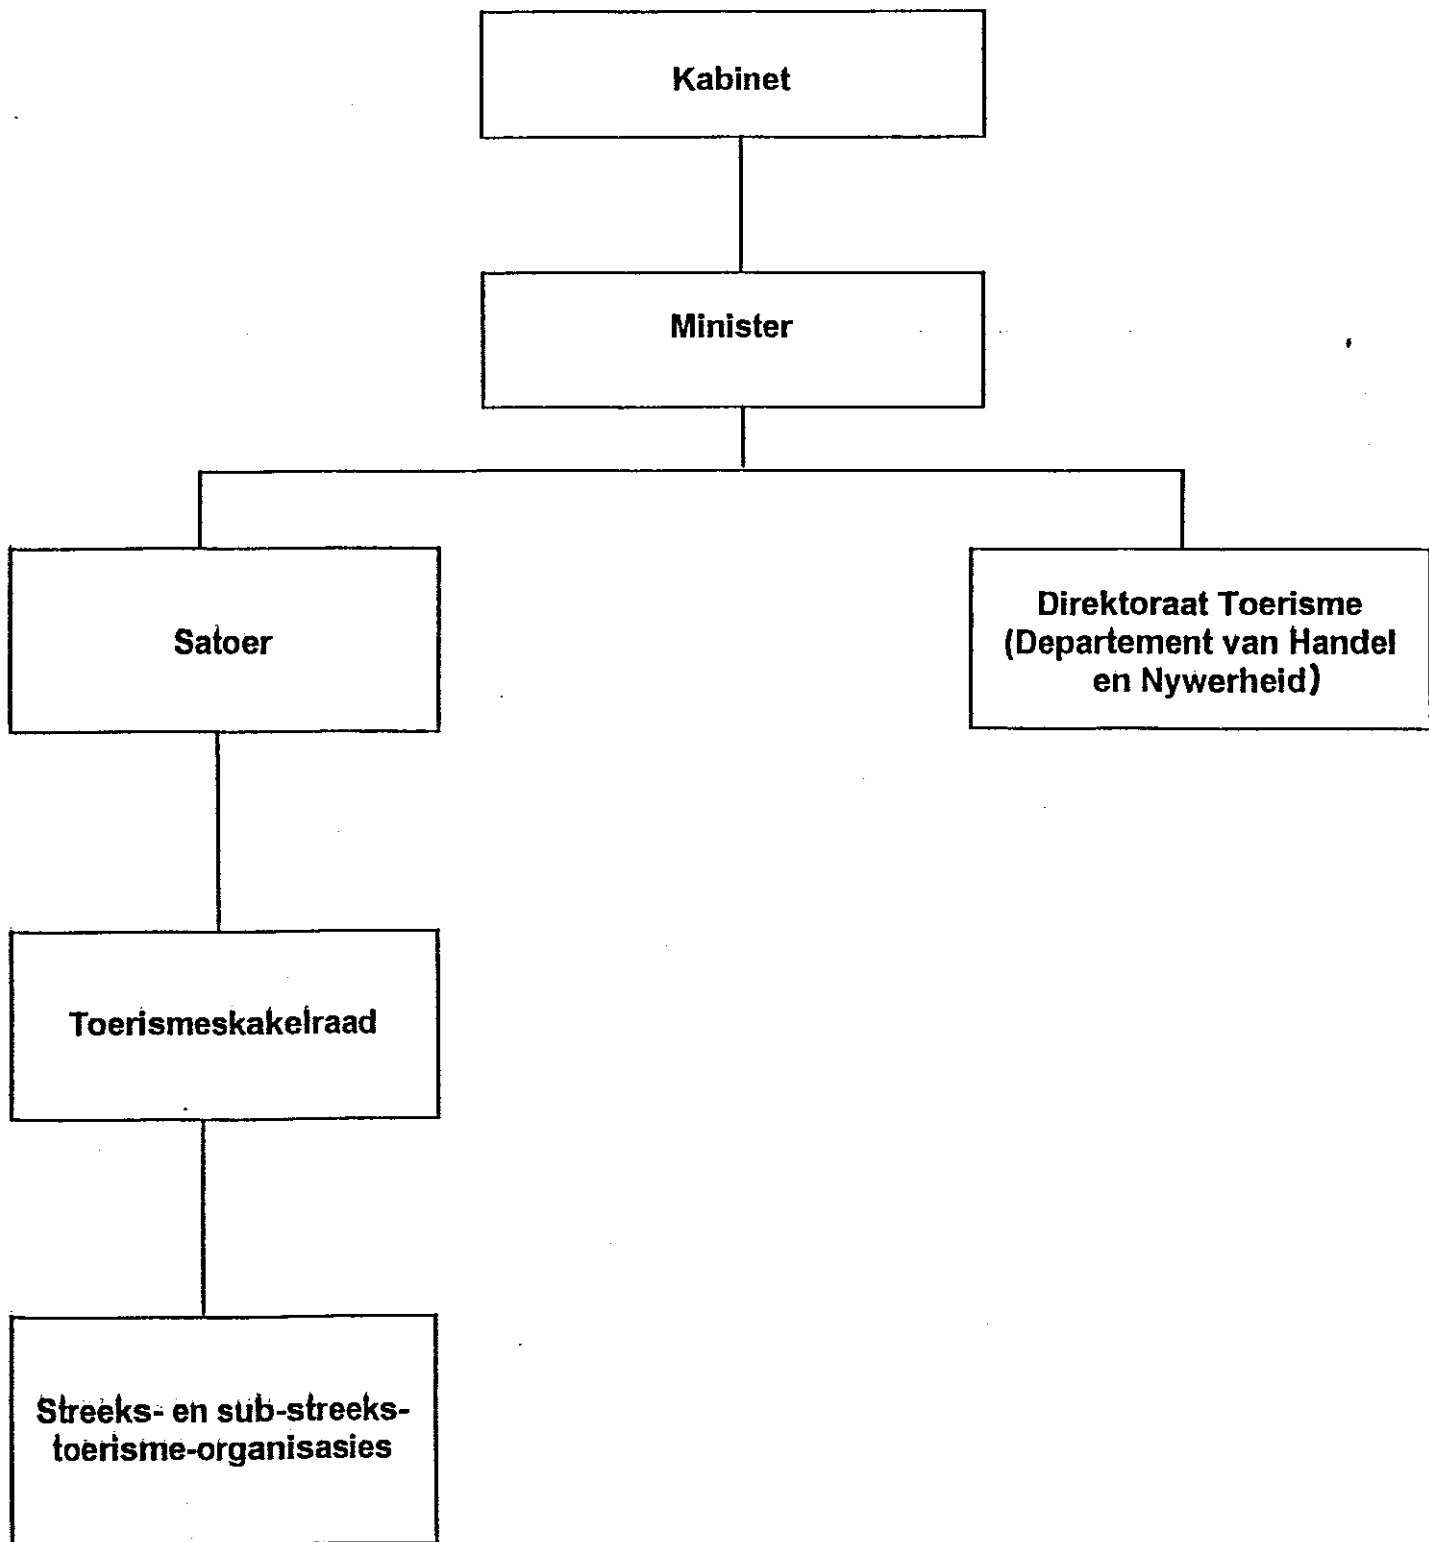 Kabinet
Minister
Satoer
Direktoraat Toerisme
(Departement van Handel
en Nywerheid)
Toerismeskakelraad
Streeks- en sub-streeks-
toerisme-organisasies